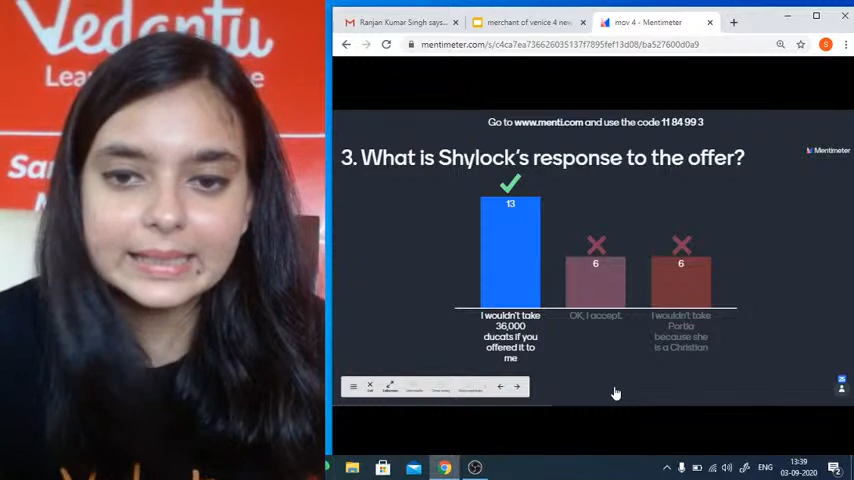 Vedantu
Ranjan Kumar Singh says
merchant of venice 4 new
mov 4 - Mentimeter
mentimeter.com/s/c4ca7ea736626035137f7895fef13d08/ba527600d0a9
S
Go to www.menti.com and use the code 11 84 99 3
3. What is Shylock's response to the offer?
Mentimeter
13
6
6
I wouldn't take
36,000
ducats if you
offered it to
me
OK, I accept.
I wouldn't take
Portia
because she
is a Christian
ENG
13:39
03-09-2020
2